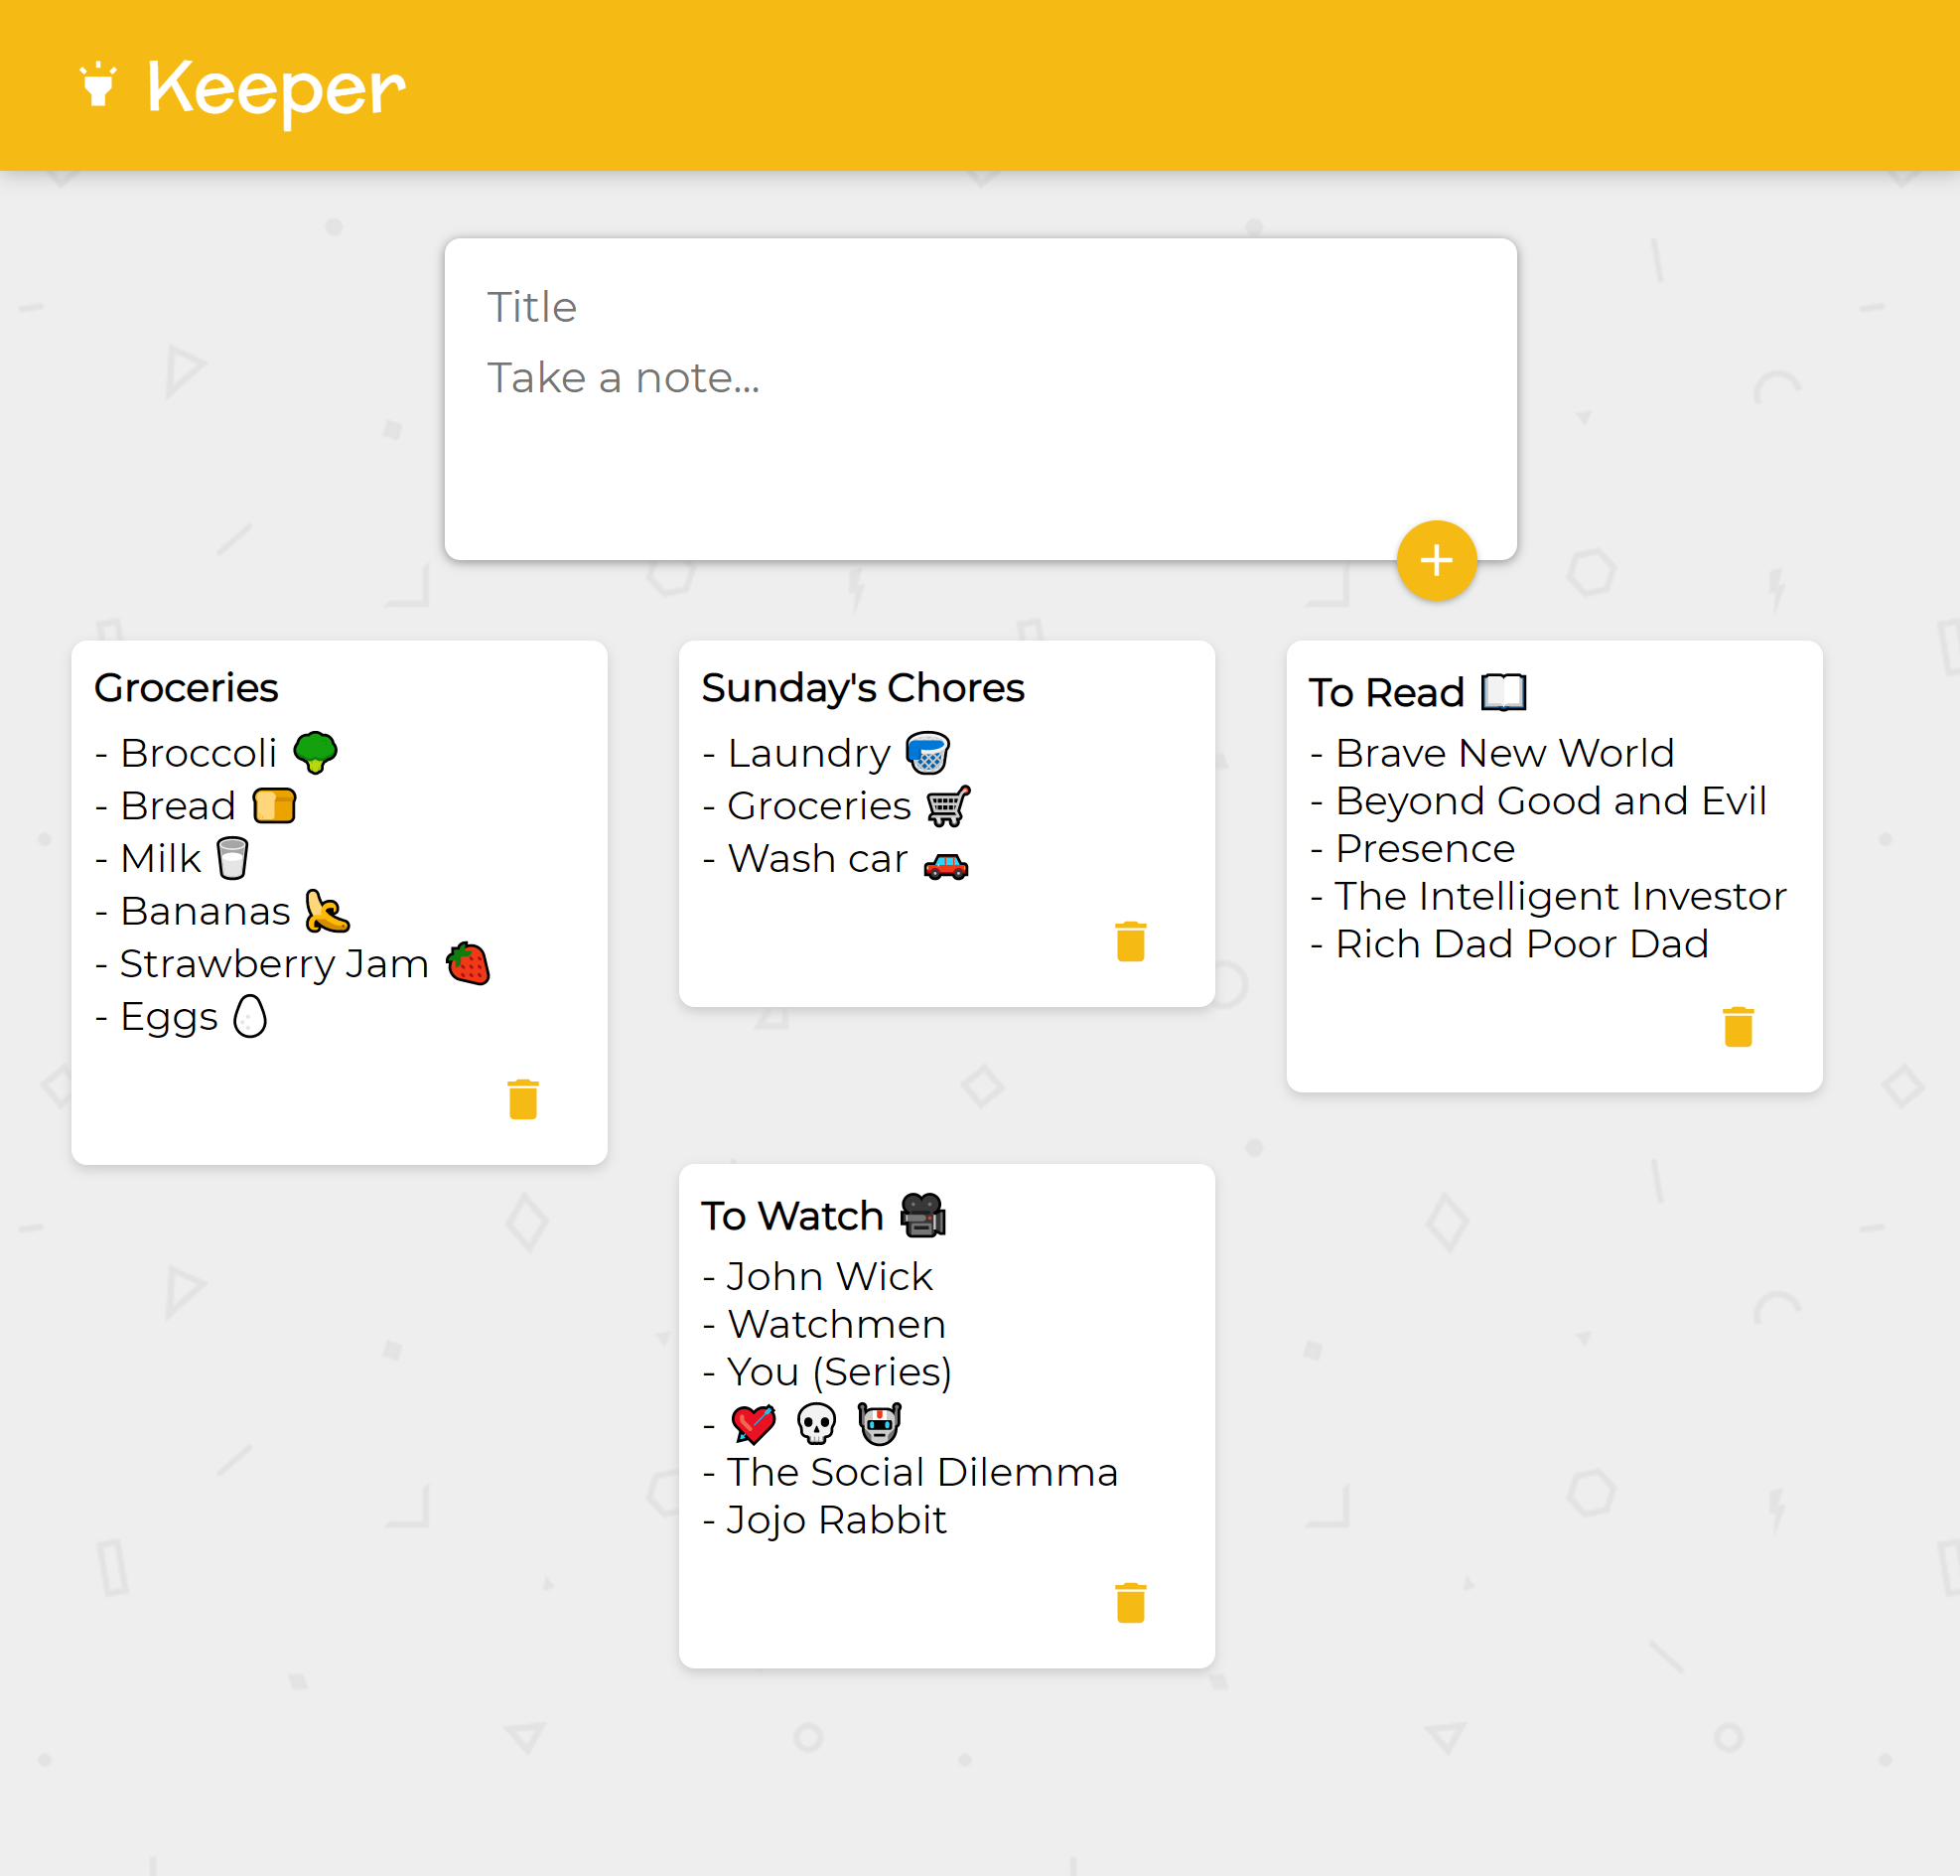 Keeper
Title
Take a note...
Groceries
- Broccoli 🥦
- Bread 🍞
- Milk 🥛
- Bananas 🍌
- Strawberry Jam 🍓
- Eggs 🥚
Sunday's Chores
- Laundry 🧺
- Groceries 🛒
- Wash car 🚗
To Read 📖
- Brave New World
- Beyond Good and Evil
- Presence
- The Intelligent Investor
- Rich Dad Poor Dad
To Watch 🎥
- John Wick
- Watchmen
- You (Series)
- 💘 💀 🤖
- The Social Dilemma
- Jojo Rabbit